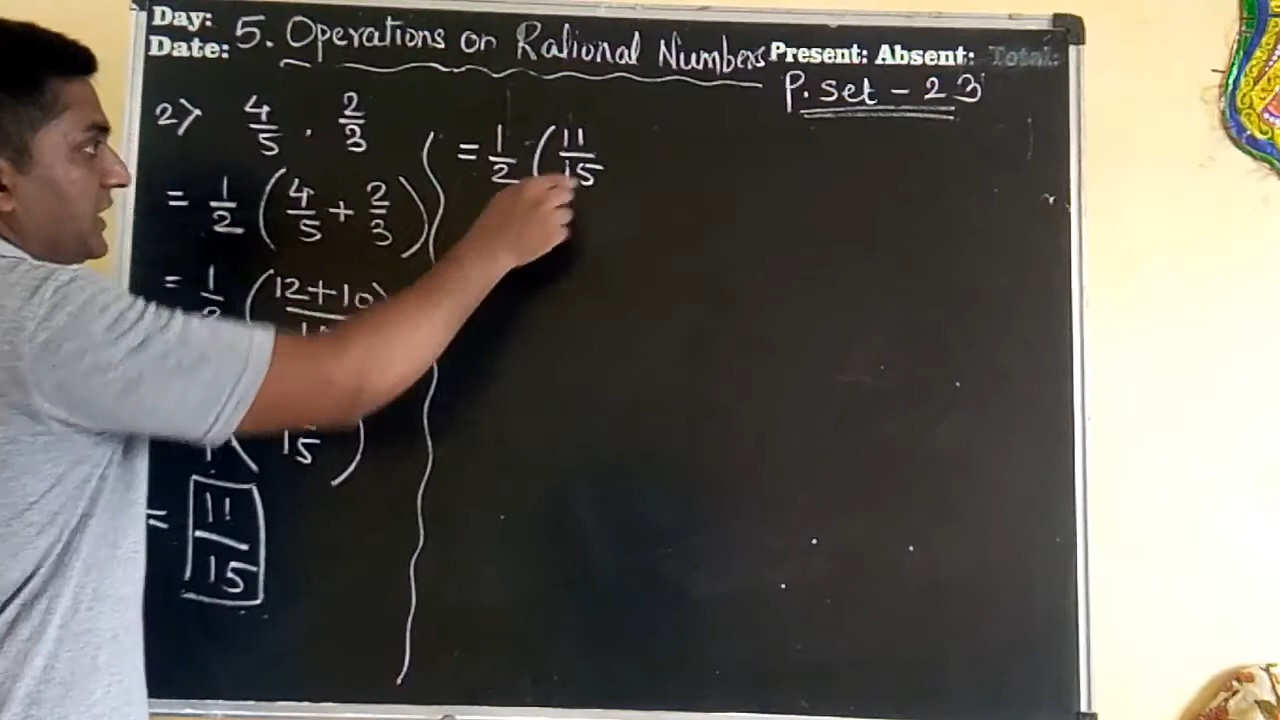 Day:
Date:
5. Operations on Rational Numbers
Present: Absent: Total:
P. Set - 23
2) 4/5 , 2/3
= 1/2 (4/5 + 2/3)
= 1/2 (12+10
15)
= 11/15
= 1/2 (11/15